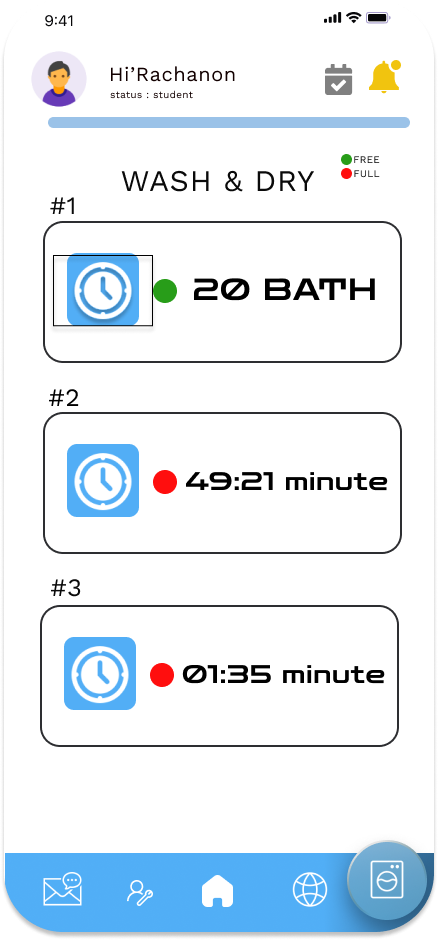 9:41
Hi’Rachanon
status : student
FREE
FULL
WASH & DRY
#1
20 BATH
#2
49:21 minute
#3
01:35 minute